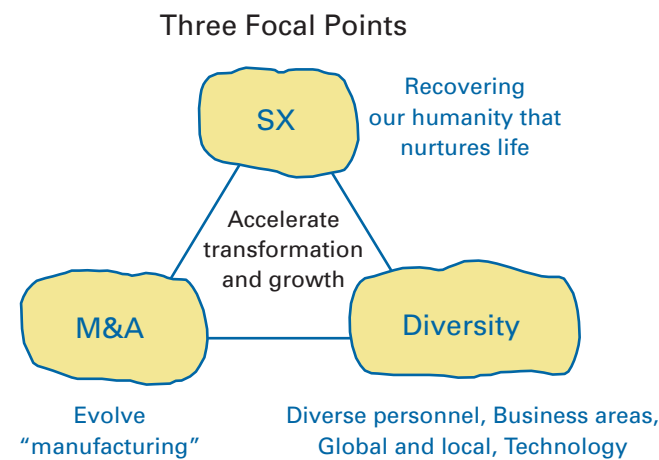 Three Focal Points
SX
Recovering
our humanity that
nurtures life
Accelerate
transformation
and growth
M&A
Diversity
Evolve
“manufacturing”
Diverse personnel, Business areas,
Global and local, Technology